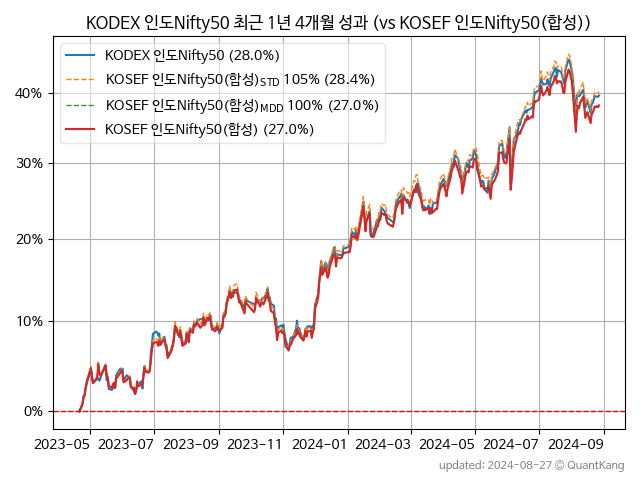 KODEX 인도Nifty50 최근 1년 4개월 성과 (vs KOSEF 인도Nifty50(합성))
KODEX 인도Nifty50 (28.0%)
KOSEF 인도Nifty50(합성)STD 105% (28.4%)
KOSEF 인도Nifty50(합성)MDD 100% (27.0%)
KOSEF 인도Nifty50(합성) (27.0%)
40%
30%
20%
10%
0%
2023-05 2023-07 2023-09 2023-11 2024-01 2024-03 2024-05 2024-07 2024-09
updated: 2024-08-27 © QuantKang